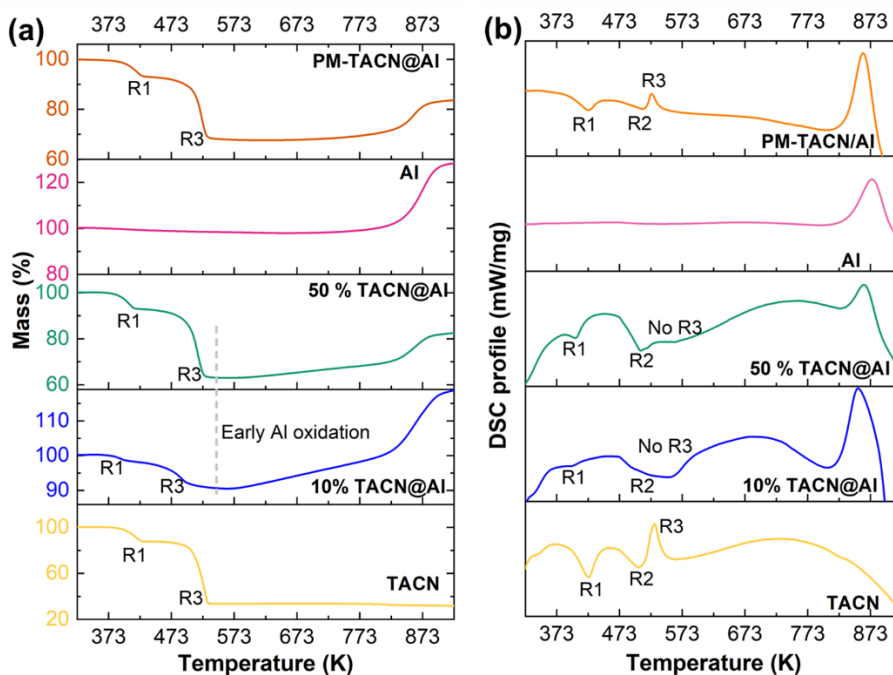 (a)
373 473 573 673 773 873
Mass (%)
100
80
60
PM-TACN@Al
R1
R3
120
100
80
Al
100
80
60
50 % TACN@Al
R1
R3
100
90
Early Al oxidation
R1
R3
10% TACN@Al
100
60
20
R1
R3
TACN
373 473 573 673 773 873
Temperature (K)
(b)
373 473 573 673 773 873
DSC profile (mW/mg)
R3
R1
R2
PM-TACN/Al
Al
No R3
R1
R2
50 % TACN@Al
No R3
R1
R2
10% TACN@Al
R3
R1
R2
TACN
373 473 573 673 773 873
Temperature (K)